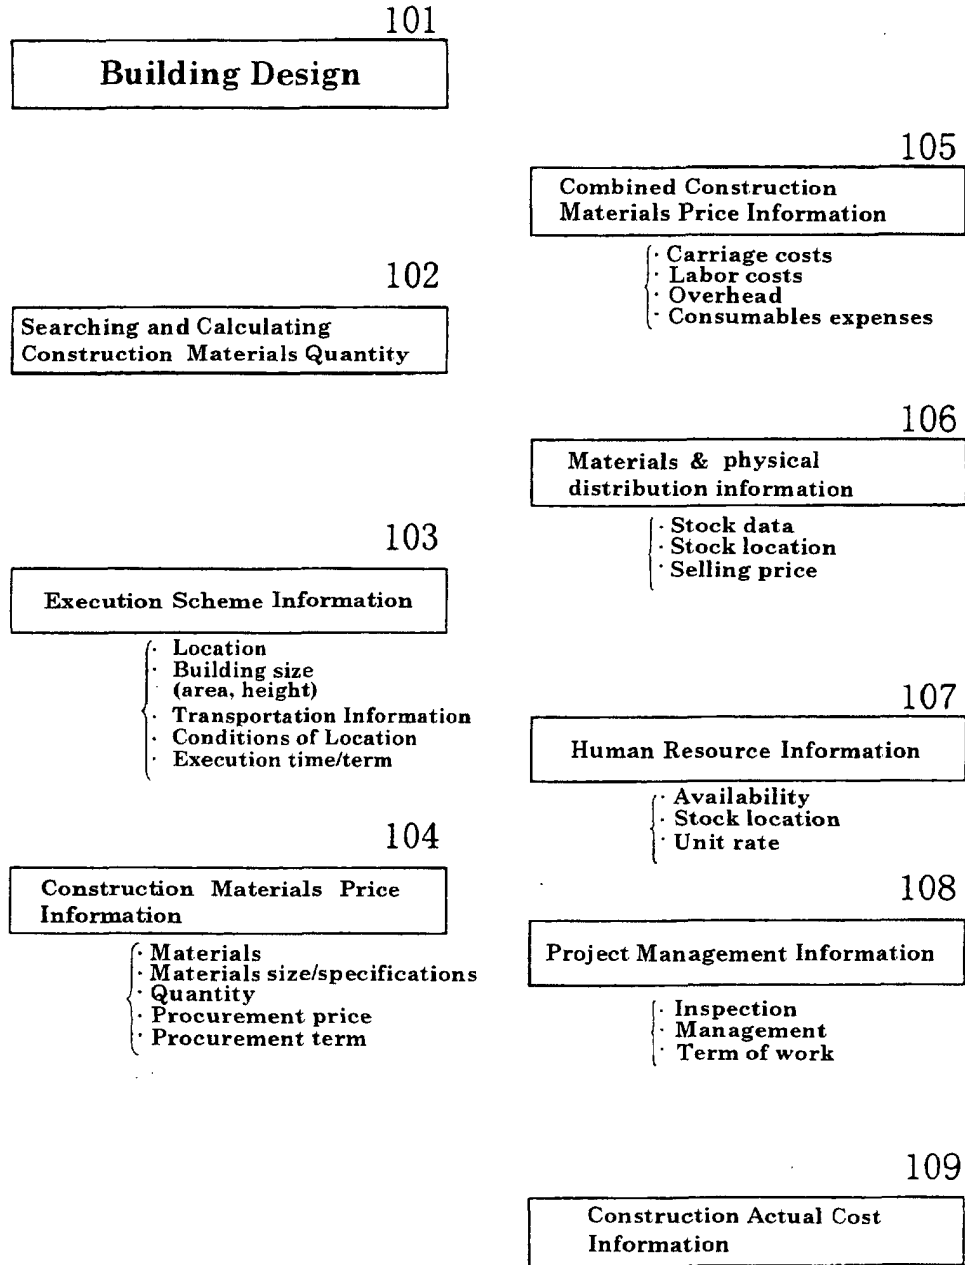 101
Building Design
102
Searching and Calculating
Construction Materials Quantity
103
Execution Scheme Information
· Location
· Building size
(area, height)
· Transportation Information
· Conditions of Location
· Execution time/term
104
Construction Materials Price
Information
· Materials
· Materials size/specifications
· Quantity
· Procurement price
· Procurement term
105
Combined Construction
Materials Price Information
· Carriage costs
· Labor costs
· Overhead
· Consumables expenses
106
Materials & physical
distribution information
· Stock data
· Stock location
· Selling price
107
Human Resource Information
· Availability
· Stock location
· Unit rate
108
Project Management Information
· Inspection
· Management
· Term of work
109
Construction Actual Cost
Information